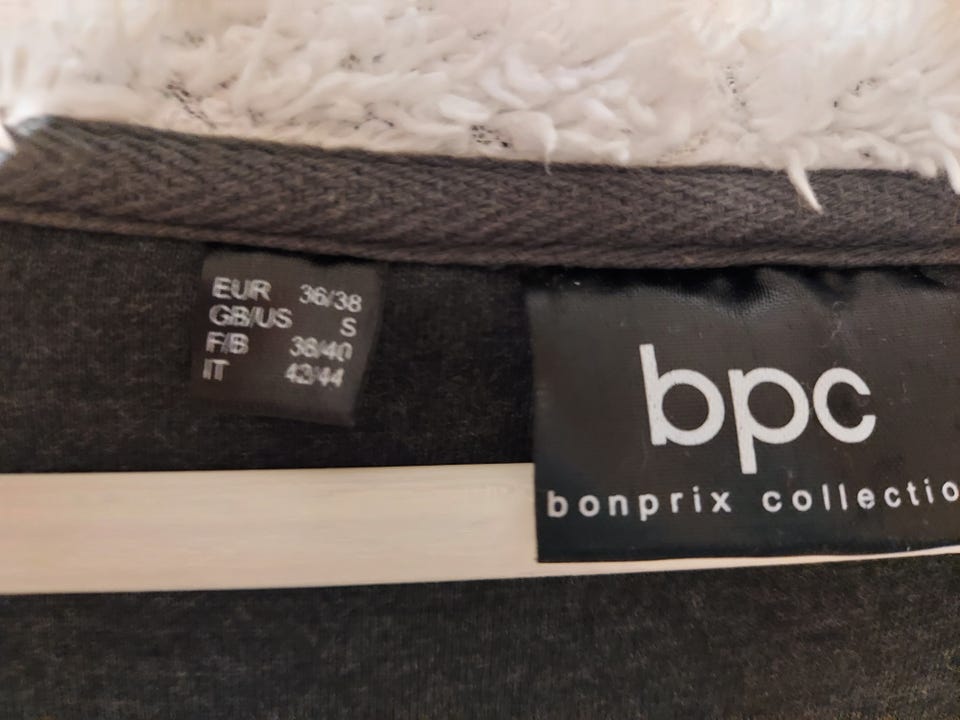 EUR 36/38
GB/US S
F/B 38/40
IT 42/44
bpc
bonprix collectio